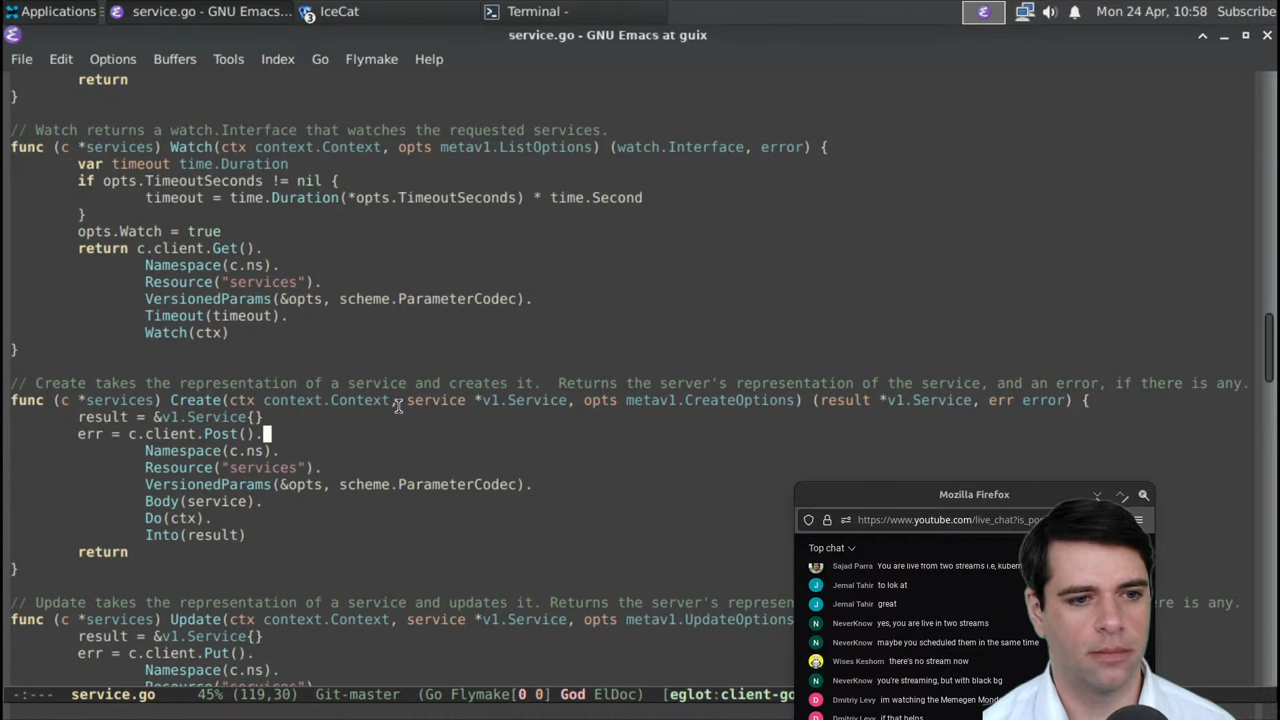 Applications
service.go - GNU Emacs...
3
IceCat
Terminal -
Mon 24 Apr, 10:58
Subscribe
service.go - GNU Emacs at guix
File Edit Options Buffers Tools Index Go Flymake Help
return
}
// Watch returns a watch.Interface that watches the requested services.
func (c *services) Watch(ctx context.Context, opts metav1.ListOptions) (watch.Interface, error) {
var timeout time.Duration
if opts.TimeoutSeconds != nil {
timeout = time.Duration(*opts.TimeoutSeconds) * time.Second
}
opts.Watch = true
return c.client.Get().
Namespace(c.ns).
Resource("services").
VersionedParams(&opts, scheme.ParameterCodec).
Timeout(timeout).
Watch(ctx)
}
// Create takes the representation of a service and creates it.  Returns the server's representation of the service, and an error, if there is any.
func (c *services) Create(ctx context.Context, service *v1.Service, opts metav1.CreateOptions) (result *v1.Service, err error) {
result = &v1.Service{}
err = c.client.Post().
Namespace(c.ns).
Resource("services").
VersionedParams(&opts, scheme.ParameterCodec).
Body(service).
Do(ctx).
Into(result)
return
}
// Update takes the representation of a service and updates it. Returns the server's repres
ere is any.
func (c *services) Update(ctx context.Context, service *v1.Service, opts metav1.UpdateOptions
result = &v1.Service{}
err = c.client.Put().
Namespace(c.ns).
Resource("services").
-:--- service.go 45% (119,30) Git-master (Go Flymake[0 0] God ElDoc) [eglot:client-go
Mozilla Firefox
https://www.youtube.com/live_chat?is_po
Top chat
Sajad Parra You are live from two streams i.e, kubern
J Jemal Tahir to lok at
J Jemal Tahir great
N NeverKnow yes, you are live in two streams
N NeverKnow maybe you scheduled them in the same time
Wises Keshom there's no stream now
N NeverKnow you're streaming, but with black bg
D Dmitriy Levy im watching the Memegen Mond
D Dmitriy Levy if that helps